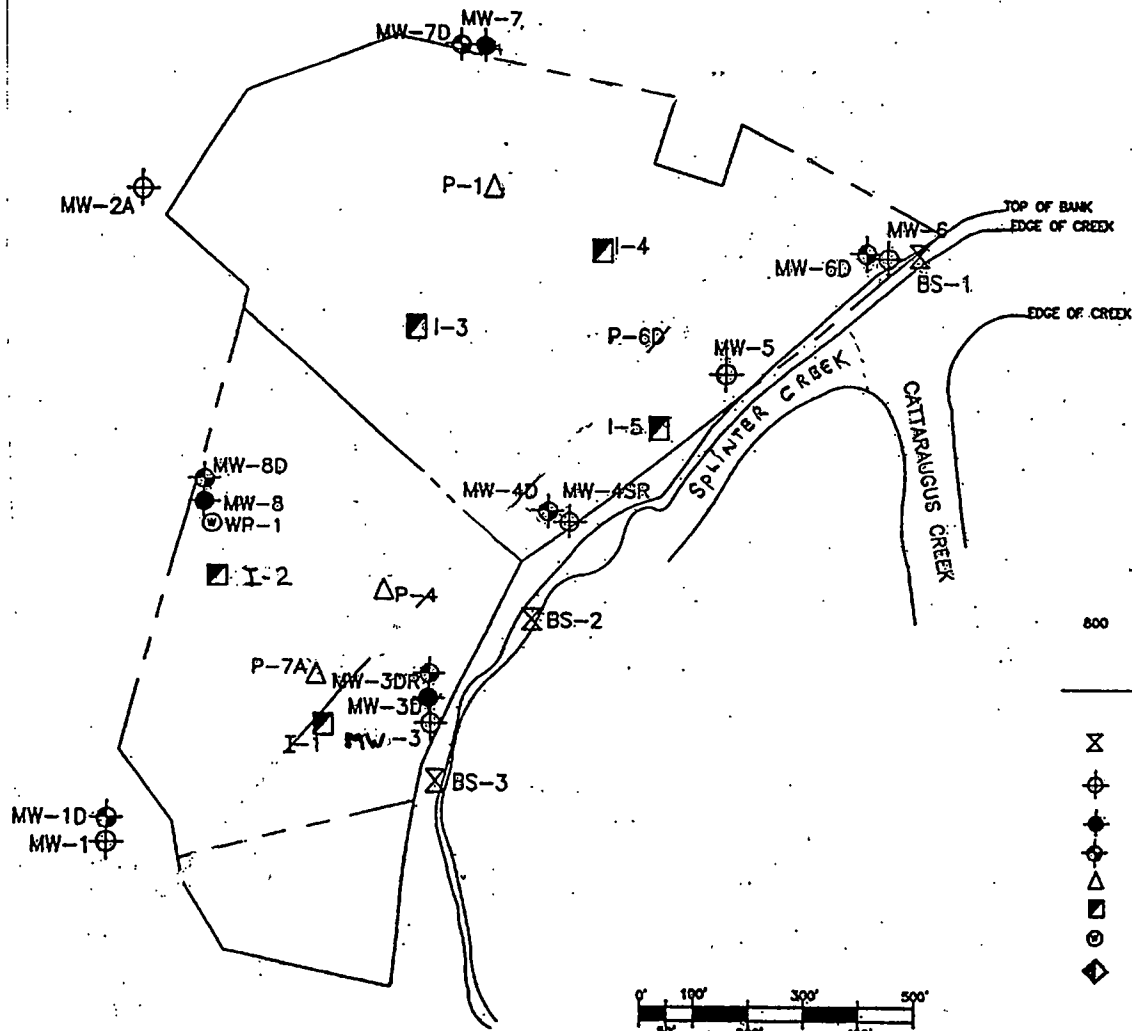 MW-7
MW-7D
MW-2A
P-1
I-4
TOP OF BANK
EDGE OF CREEK
MW-6
MW-6D
BS-1
EDGE OF CREEK
I-3
P-6D
MW-5
I-5
SPLINTER CREEK
CATTARAUGUS CREEK
MW-8D
MW-8
WP-1
MW-4D
MW-4SR
I-2
P-4
BS-2
800
P-7A
MW-3DR
MW-3D
I-1
MW-3
BS-3
MW-1D
MW-1
0' 100' 300' 500'